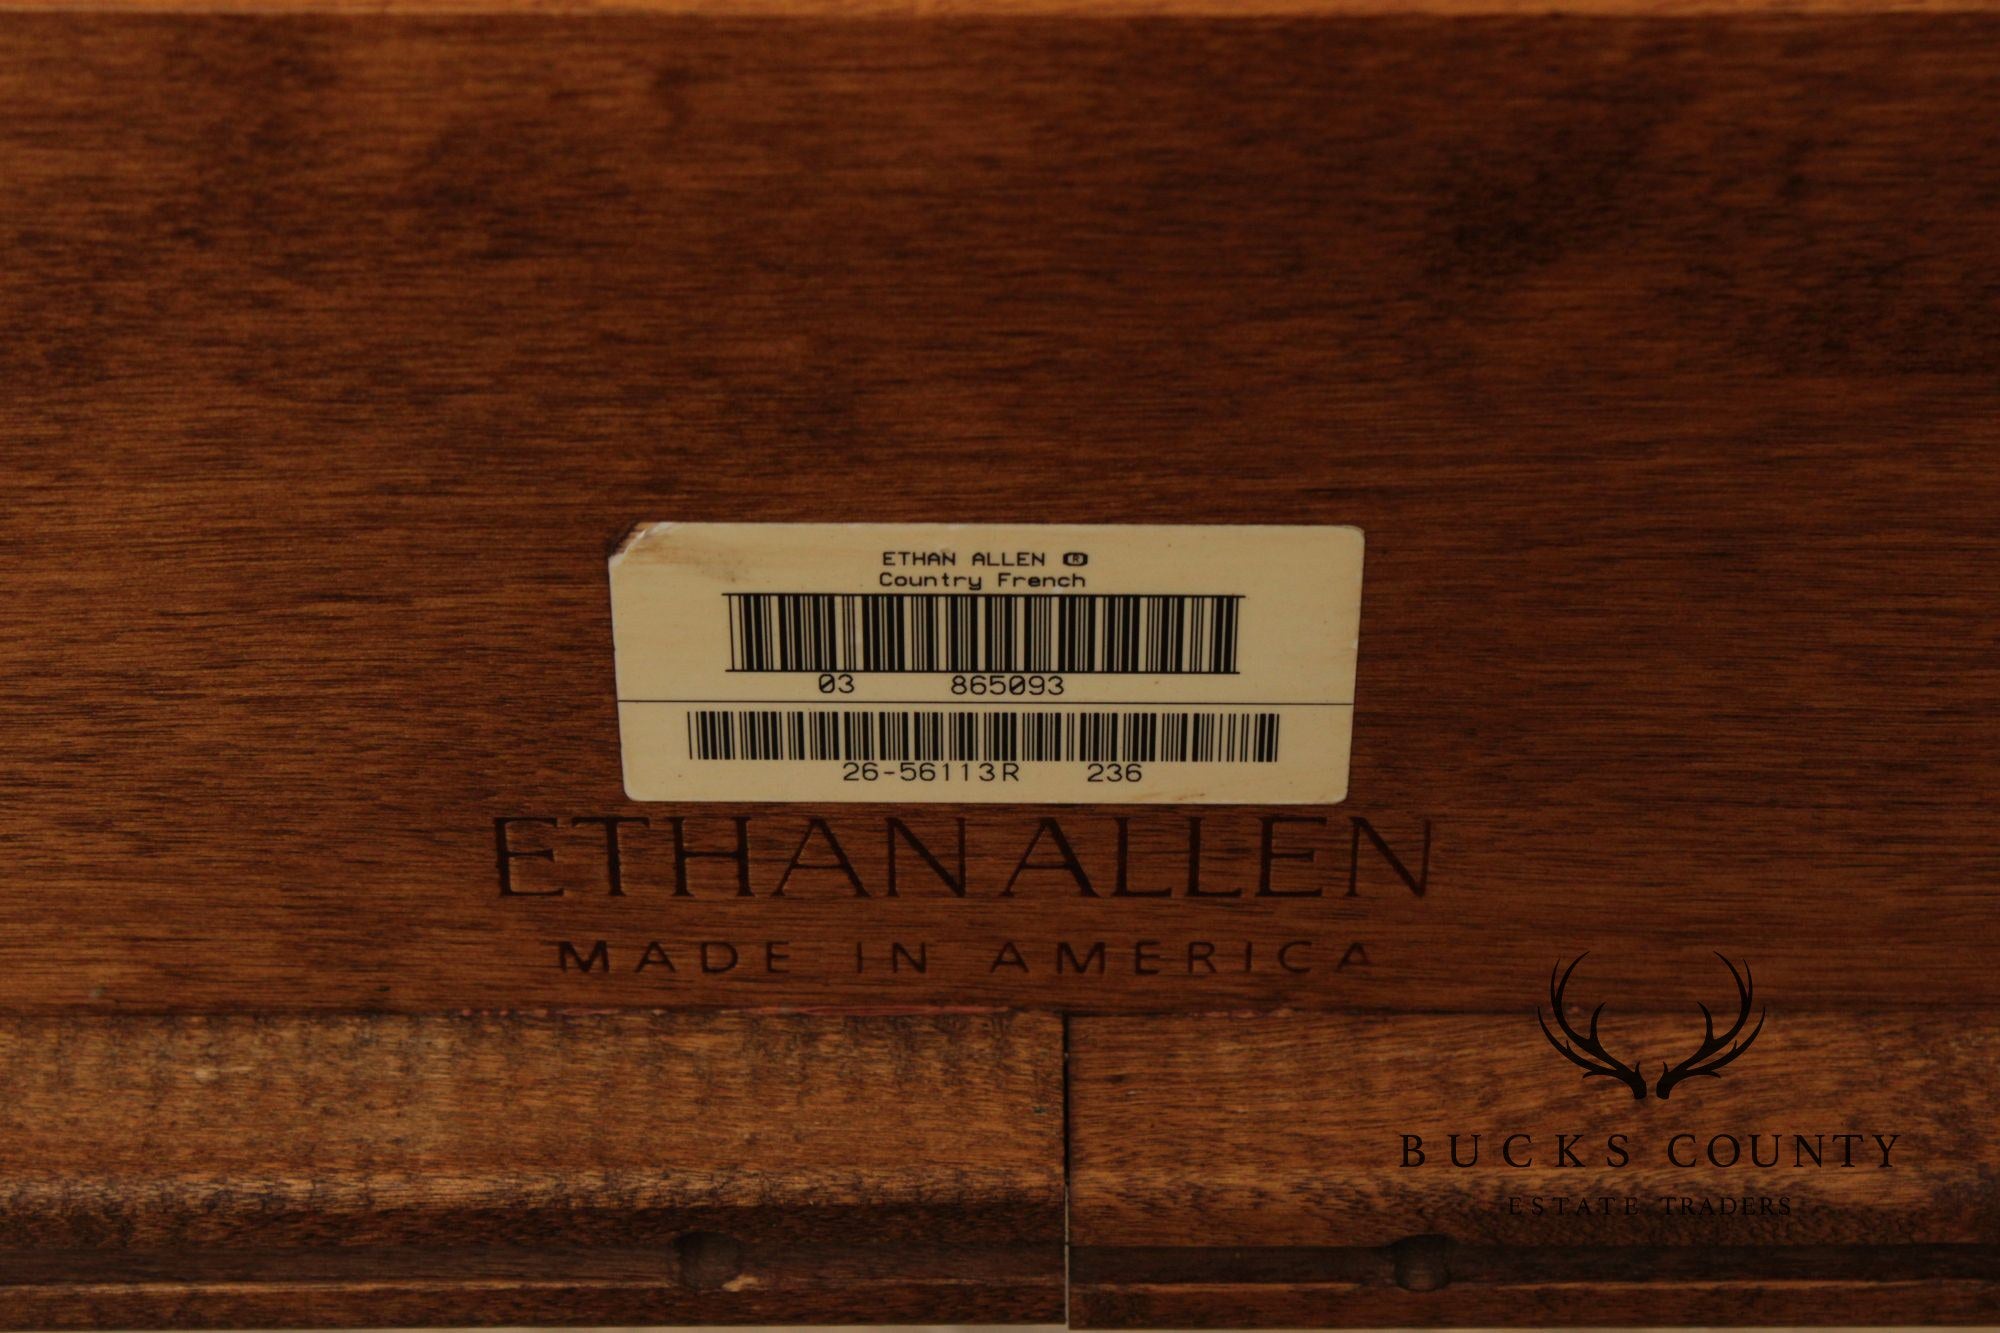 ETHAN ALLEN ®
Country French
03 865093
26-56113R 236
ETHAN ALLEN
MADE IN AMERICA
BUCKS COUNTY
ESTATE TRADERS